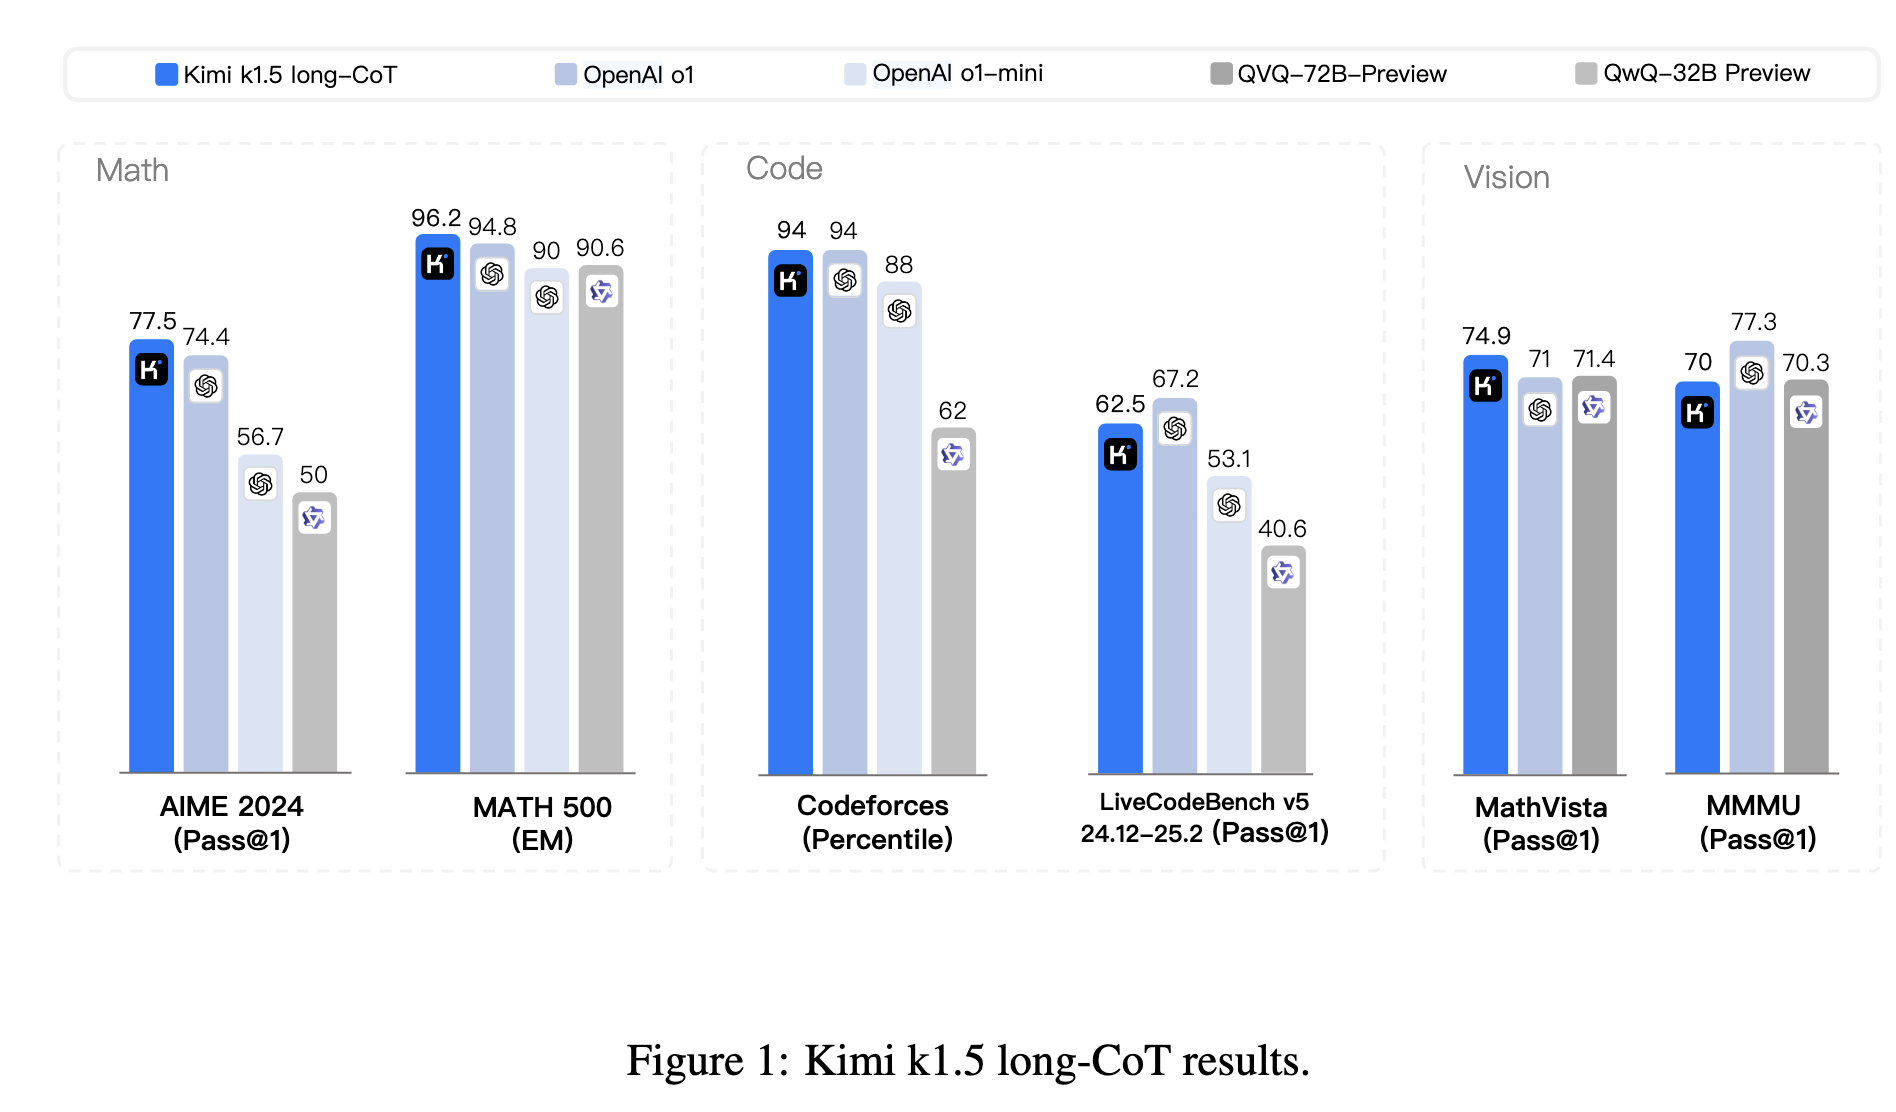 Kimi k1.5 long–CoT
OpenAI o1
OpenAI o1–mini
QVQ–72B–Preview
QwQ–32B Preview
Math
77.5
74.4
56.7
50
AIME 2024
(Pass@1)
96.2
94.8
90
90.6
MATH 500
(EM)
Code
94
94
88
62
Codeforces
(Percentile)
62.5
67.2
53.1
40.6
LiveCodeBench v5
24.12–25.2 (Pass@1)
Vision
74.9
71
71.4
MathVista
(Pass@1)
70
77.3
70.3
MMMU
(Pass@1)
Figure 1: Kimi k1.5 long-CoT results.